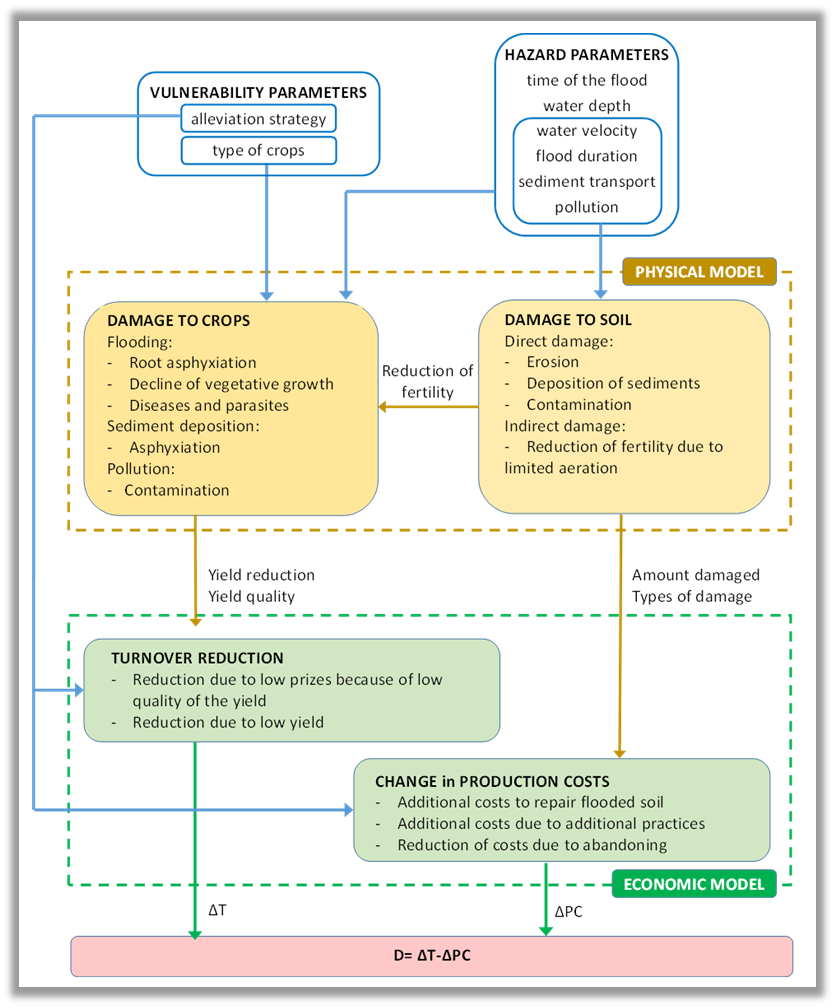 HAZARD PARAMETERS
time of the flood
water depth
water velocity
flood duration
sediment transport
pollution
VULNERABILITY PARAMETERS
alleviation strategy
type of crops
PHYSICAL MODEL
DAMAGE TO CROPS
Flooding:
- Root asphyxiation
- Decline of vegetative growth
- Diseases and parasites
Sediment deposition:
- Asphyxiation
Pollution:
- Contamination
Reduction of
fertility
DAMAGE TO SOIL
Direct damage:
- Erosion
- Deposition of sediments
- Contamination
Indirect damage:
- Reduction of fertility due to
limited aeration
Yield reduction
Yield quality
Amount damaged
Types of damage
TURNOVER REDUCTION
- Reduction due to low prizes because of low
quality of the yield
- Reduction due to low yield
CHANGE in PRODUCTION COSTS
- Additional costs to repair flooded soil
- Additional costs due to additional practices
- Reduction of costs due to abandoning
ECONOMIC MODEL
ΔT
ΔPC
D= ΔT-ΔPC